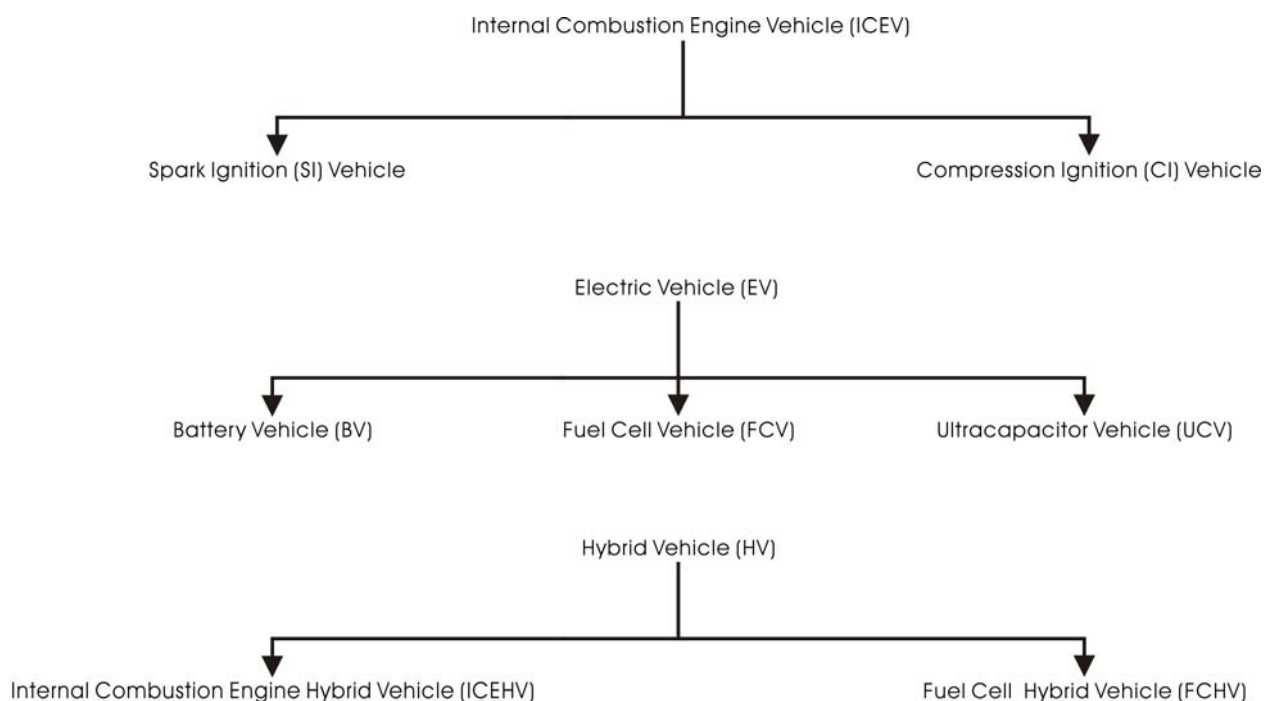 Internal Combustion Engine Vehicle (ICEV)
Spark Ignition (SI) Vehicle
Compression Ignition (CI) Vehicle
Electric Vehicle (EV)
Battery Vehicle (BV)
Fuel Cell Vehicle (FCV)
Ultracapacitor Vehicle (UCV)
Hybrid Vehicle (HV)
Internal Combustion Engine Hybrid Vehicle (ICEHV)
Fuel Cell Hybrid Vehicle (FCHV)